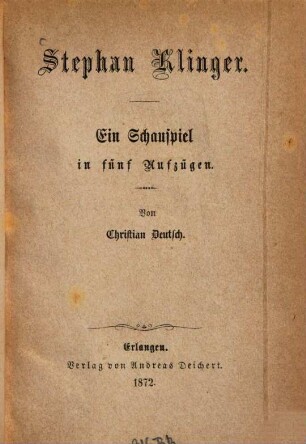 Stephan Klinger.
Ein Schauspiel
in fünf Aufzügen.
Von
Christian Deutsch.
Erlangen.
Verlag von Andreas Deichert.
1872.